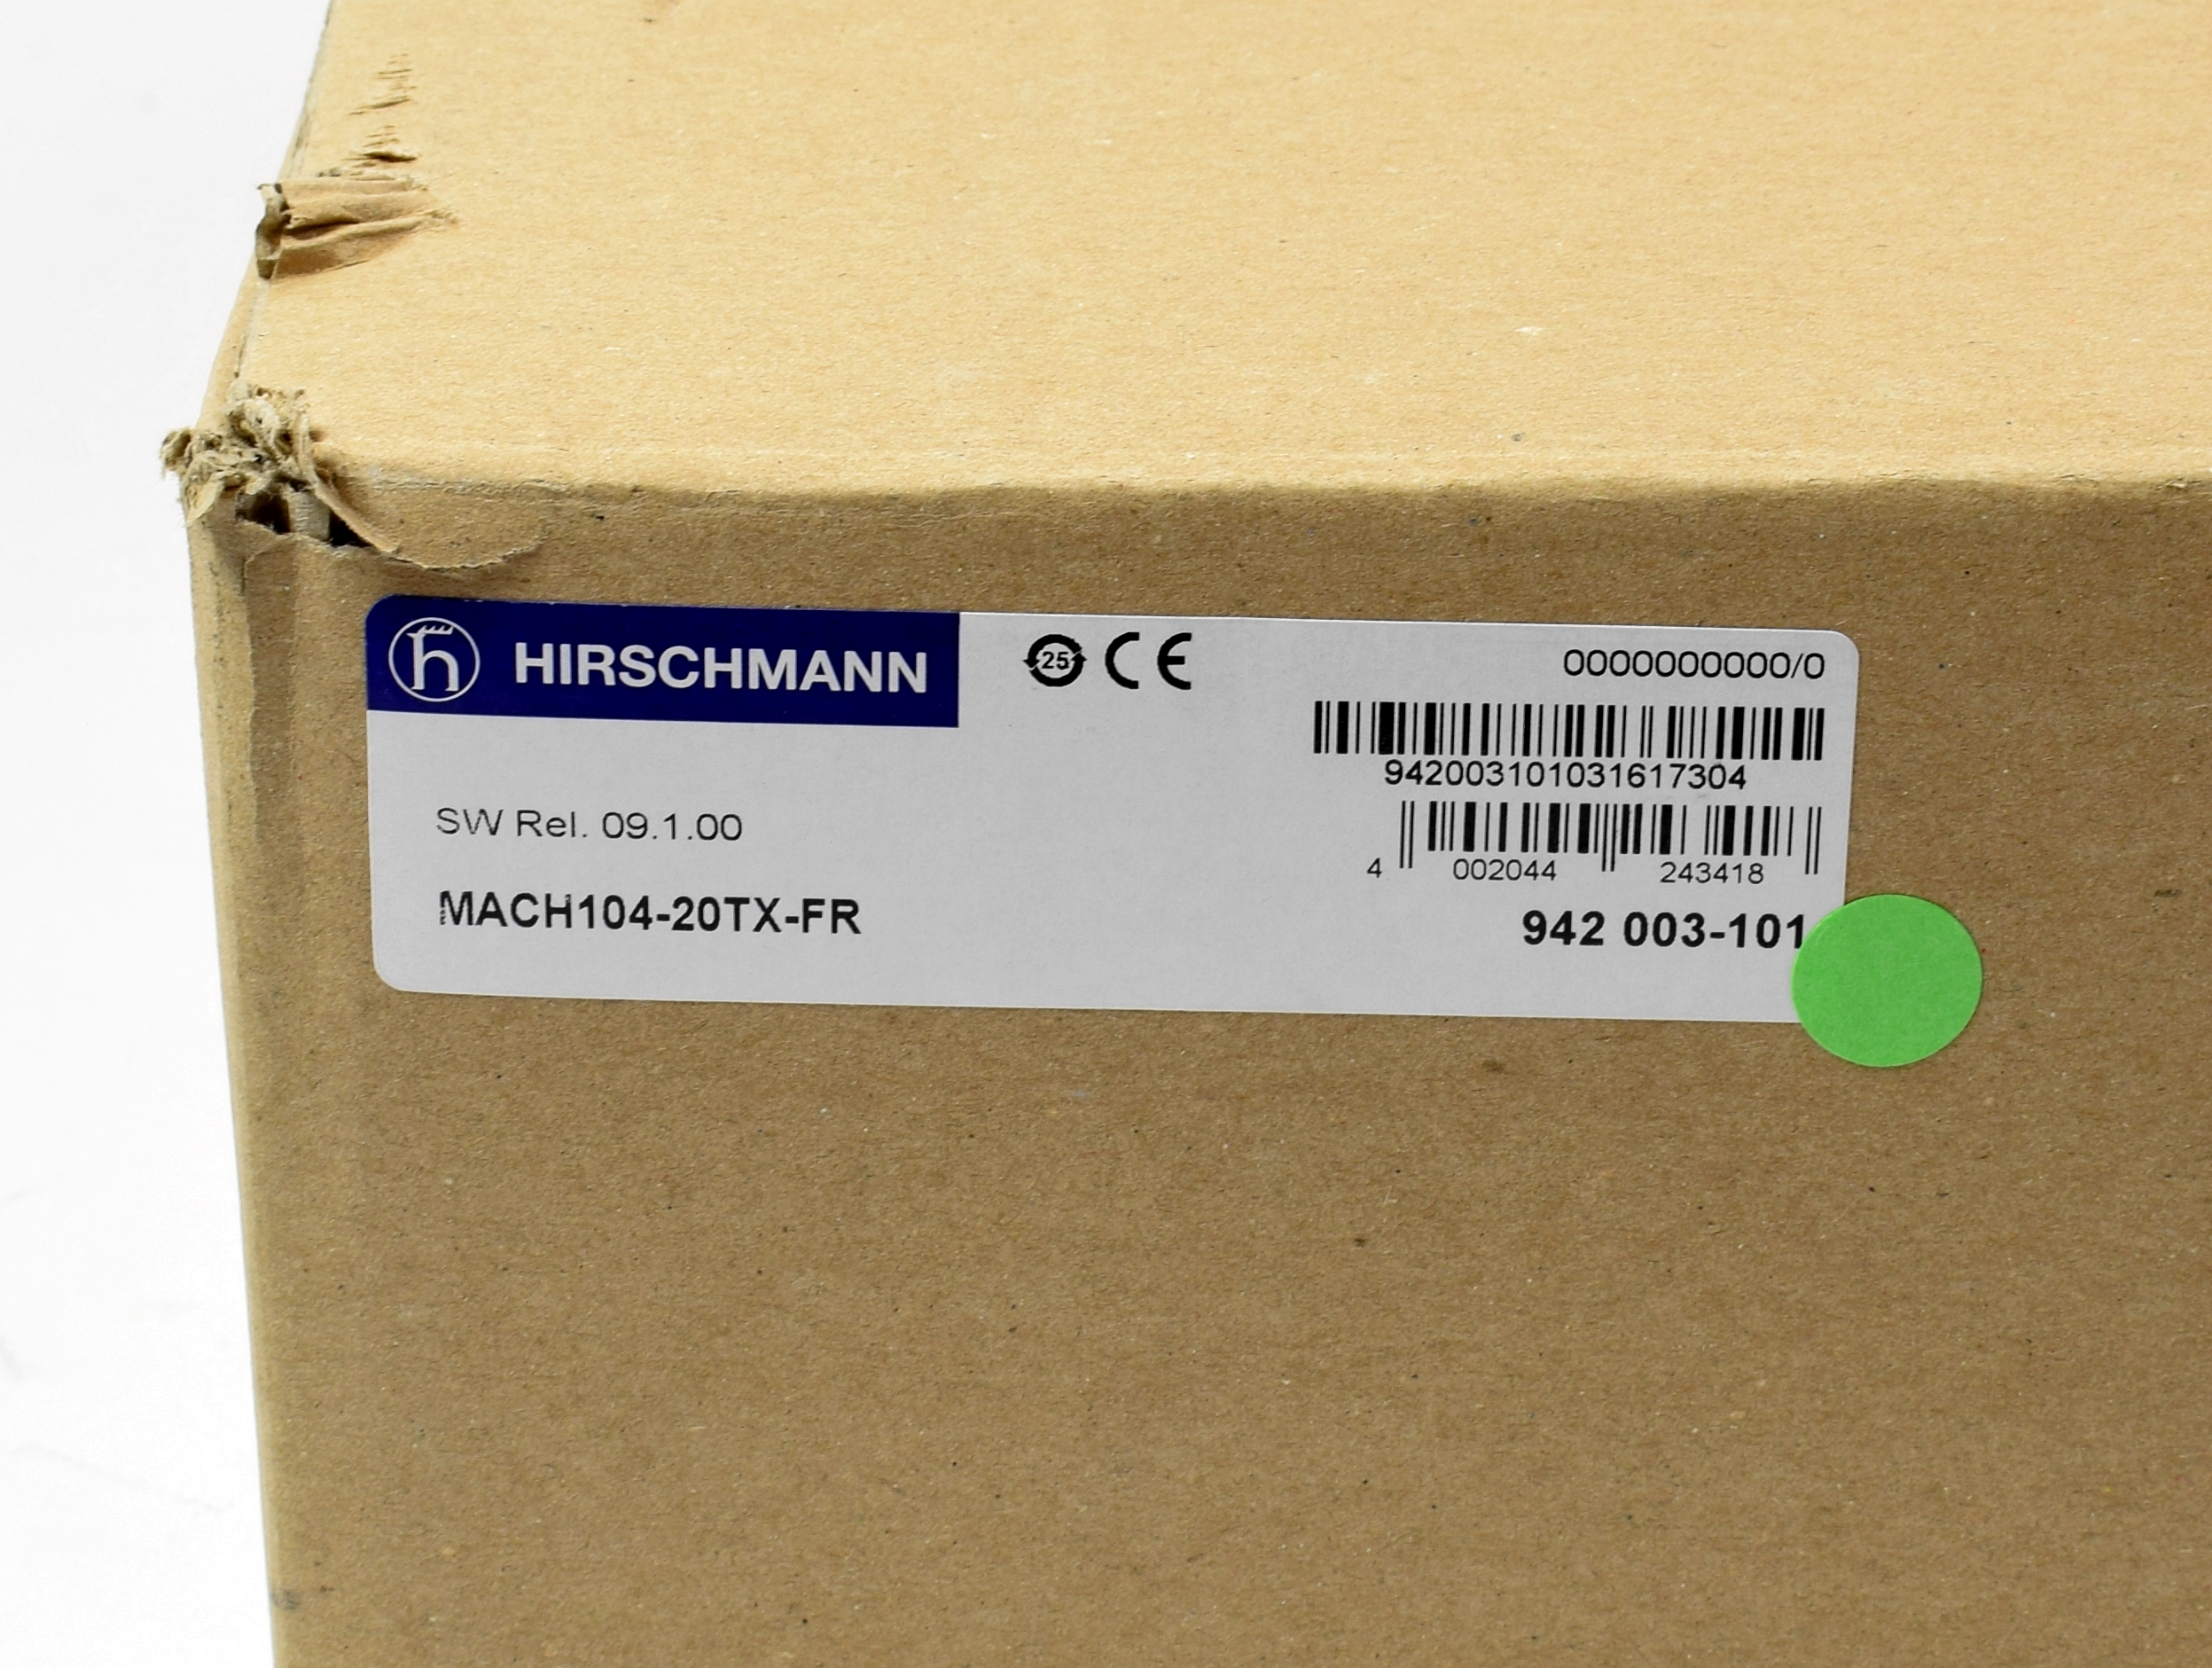 HIRSCHMANN
25 CE
0000000000/0
942003101031617304
SW Rel. 09.1.00
4 002044 243418
MACH104-20TX-FR
942 003-101